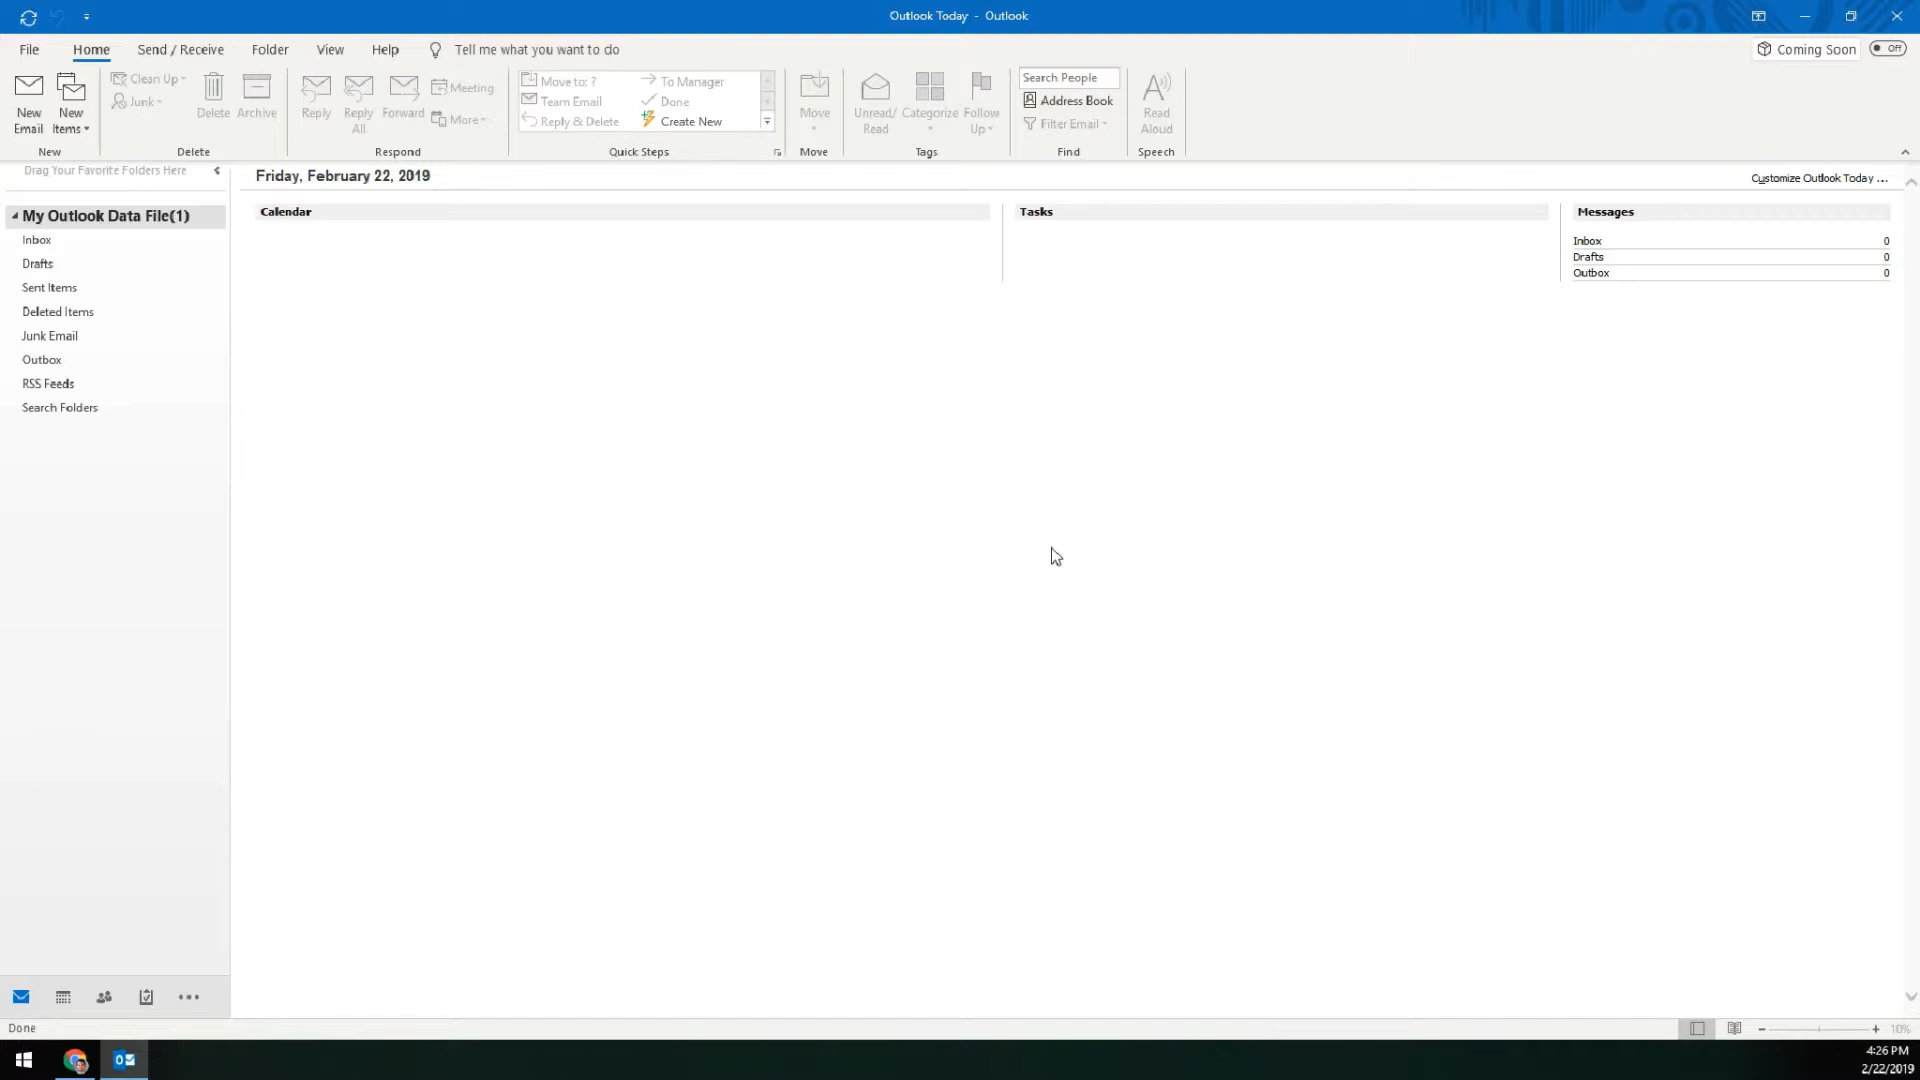 Outlook Today - Outlook
File Home Send / Receive Folder View Help Tell me what you want to do
Coming Soon Off
New Email
New Items
Clean Up
Junk
Delete
Archive
Reply
Reply All
Forward
Meeting
More
Move to: ?
Team Email
Reply & Delete
To Manager
Done
Create New
Move
Unread/ Read
Categorize
Follow Up
Search People
Address Book
Filter Email
Read Aloud
New Delete Respond Quick Steps Move Tags Find Speech
Drag Your Favorite Folders Here
Friday, February 22, 2019
Customize Outlook Today ...
My Outlook Data File(1)
Inbox
Drafts
Sent Items
Deleted Items
Junk Email
Outbox
RSS Feeds
Search Folders
Calendar
Tasks
Messages
Inbox 0
Drafts 0
Outbox 0
Done
10%
4:26 PM
2/22/2019